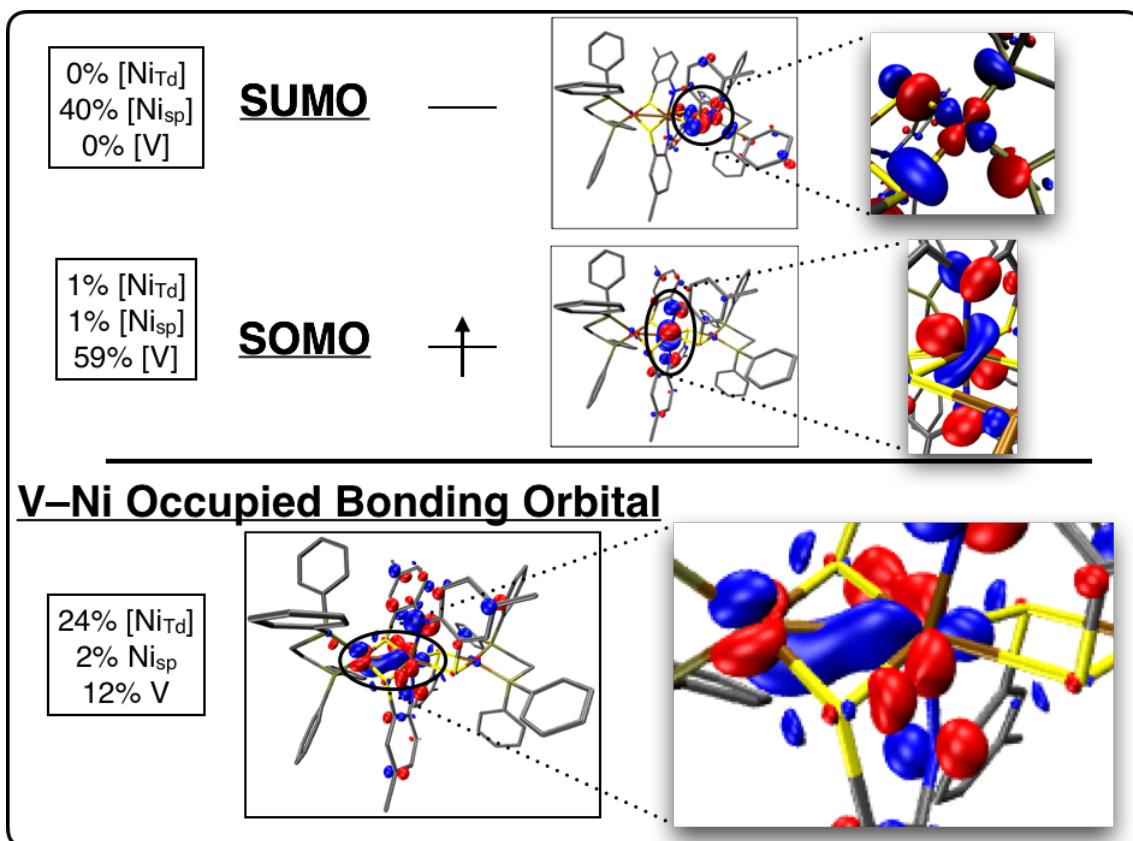 0% [NiTd]
40% [Nisp]
0% [V]
SUMO
1% [NiTd]
1% [Nisp]
59% [V]
SOMO
V–Ni Occupied Bonding Orbital
24% [NiTd]
2% Nisp
12% V